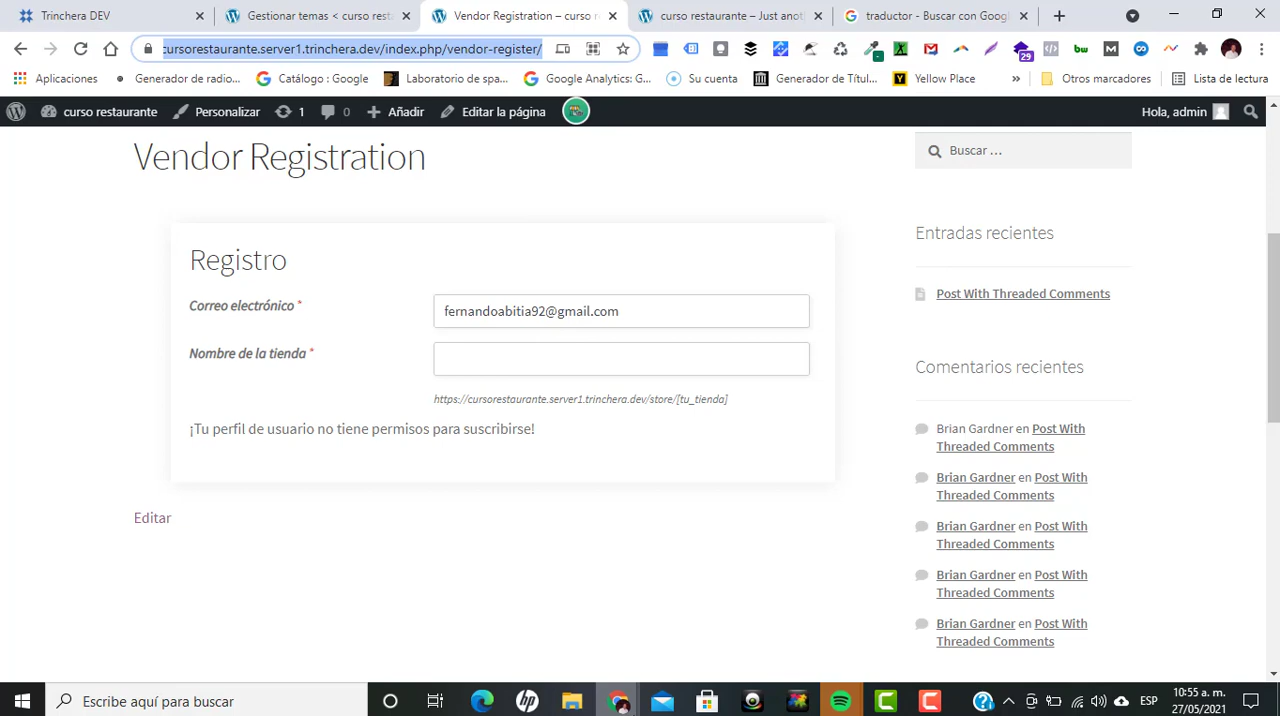 Trinchera DEV
Gestionar temas < curso rest
Vendor Registration – curso r
curso restaurante – Just anot
traductor - Buscar con Googl
cursorestaurante.server1.trinchera.dev/index.php/vendor-register/
29
bw
M
Aplicaciones
Generador de radio...
Catálogo : Google
Laboratorio de spa...
Google Analytics: G...
Su cuenta
Generador de Títul...
Yellow Place
»
Otros marcadores
Lista de lectura
curso restaurante
Personalizar
1
0
Añadir
Editar la página
Hola, admin
Vendor Registration
Buscar …
Registro
Correo electrónico *
fernandoabitia92@gmail.com
Nombre de la tienda *
https://cursorestaurante.server1.trinchera.dev/store/[tu_tienda]
¡Tu perfil de usuario no tiene permisos para suscribirse!
Editar
Entradas recientes
Post With Threaded Comments
Comentarios recientes
Brian Gardner en Post With
Threaded Comments
Brian Gardner en Post With
Threaded Comments
Brian Gardner en Post With
Threaded Comments
Brian Gardner en Post With
Threaded Comments
Brian Gardner en Post With
Threaded Comments
Escribe aquí para buscar
ESP
10:55 a. m.
27/05/2021